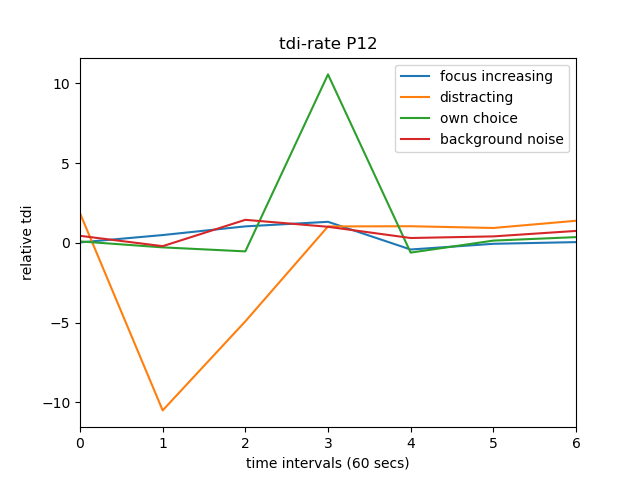 tdi-rate P12
focus increasing
distracting
own choice
background noise
10
5
0
−5
−10
relative tdi
0 1 2 3 4 5 6
time intervals (60 secs)